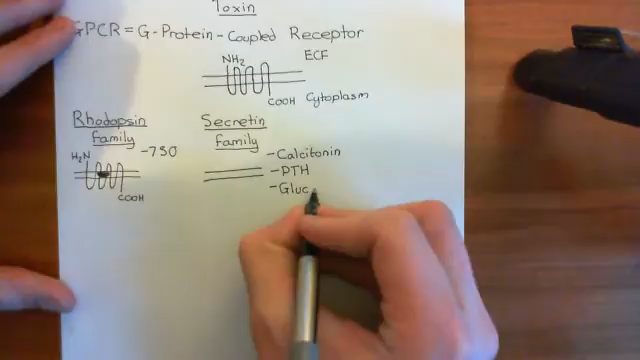 Toxin
GPCR = G-Protein-Coupled Receptor
NH2
ECF
COOH Cytoplasm
Rhodopsin
family
-750
H2N
COOH
Secretin
family
-Calcitonin
-PTH
-Gluc